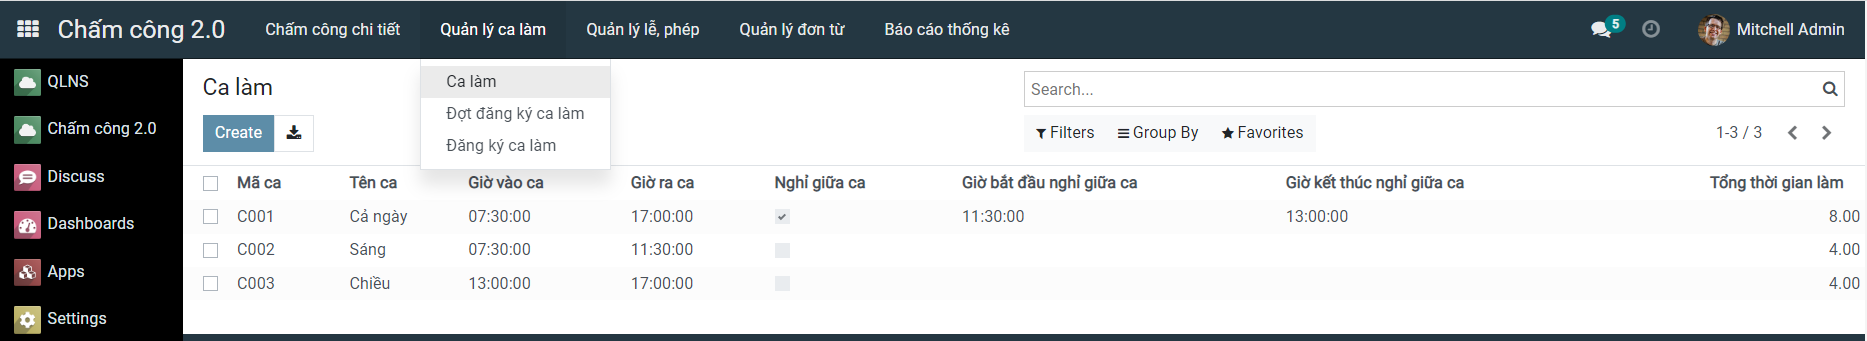 Chấm công 2.0 Chấm công chi tiết Quản lý ca làm Quản lý lễ, phép Quản lý đơn từ Báo cáo thống kê 5 Mitchell Admin
QLNS
Chấm công 2.0
Discuss
Dashboards
Apps
Settings
Ca làm
Create
Ca làm
Đợt đăng ký ca làm
Đăng ký ca làm
Search...
Filters Group By Favorites 1-3 / 3
Mã ca Tên ca Giờ vào ca Giờ ra ca Nghỉ giữa ca Giờ bắt đầu nghỉ giữa ca Giờ kết thúc nghỉ giữa ca Tổng thời gian làm
C001 Cả ngày 07:30:00 17:00:00 11:30:00 13:00:00 8.00
C002 Sáng 07:30:00 11:30:00 4.00
C003 Chiều 13:00:00 17:00:00 4.00